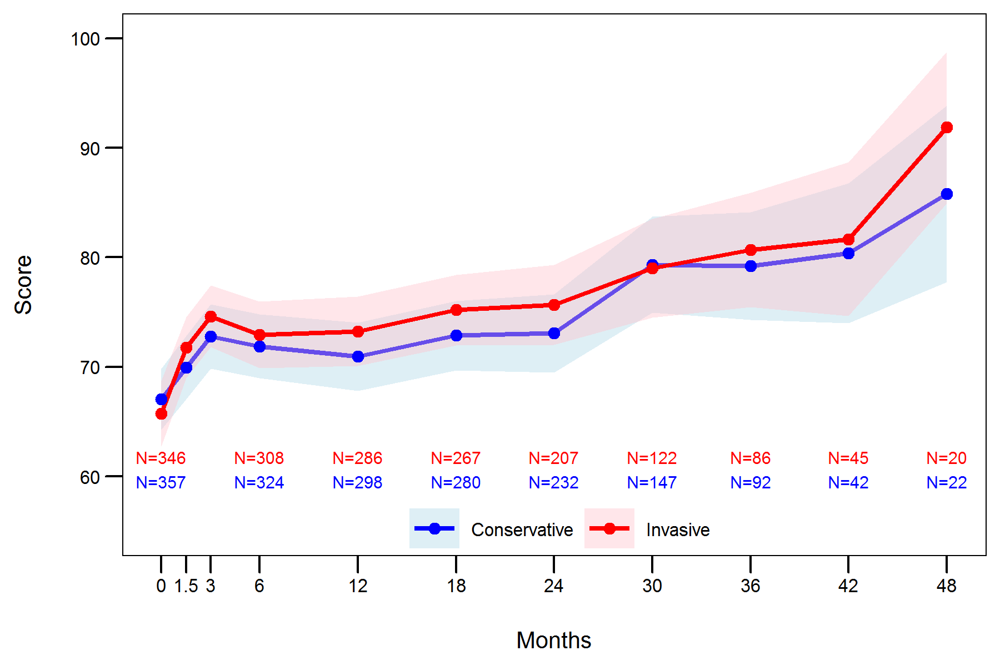 100
90
80
70
60
Score
N=346 N=308 N=286 N=267 N=207 N=122 N=86 N=45 N=20
N=357 N=324 N=298 N=280 N=232 N=147 N=92 N=42 N=22
Conservative Invasive
0 1.5 3 6 12 18 24 30 36 42 48
Months